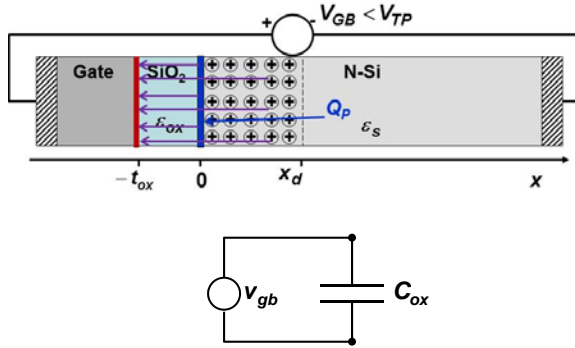 + - V_GB < V_TP
Gate SiO₂ N-Si
ε_ox Q_p ε_s
⊕ ⊕ ⊕ ⊕ ⊕
⊕ ⊕ ⊕ ⊕ ⊕
⊕ ⊕ ⊕ ⊕ ⊕
⊕ ⊕ ⊕ ⊕ ⊕
⊕ ⊕ ⊕ ⊕ ⊕
− t_ox 0 x_d x
v_gb C_ox